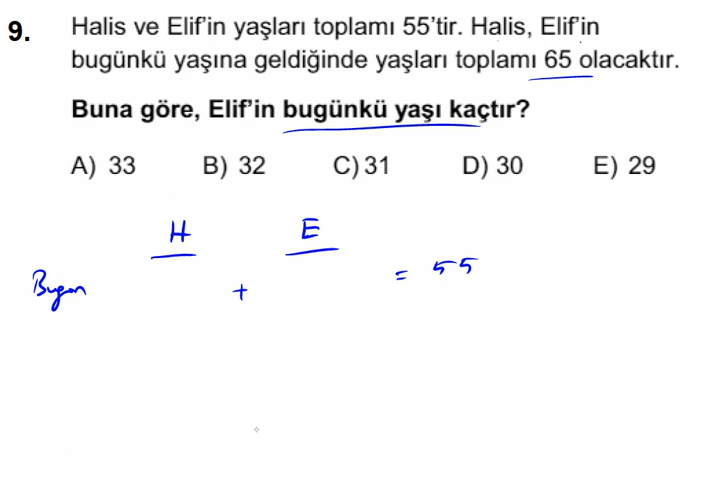 9. Halis ve Elif'in yaşları toplamı 55'tir. Halis, Elif'in
bugünkü yaşına geldiğinde yaşları toplamı 65 olacaktır.
Buna göre, Elif'in bugünkü yaşı kaçtır?
A) 33 B) 32 C) 31 D) 30 E) 29
H E
Bugün + = 55